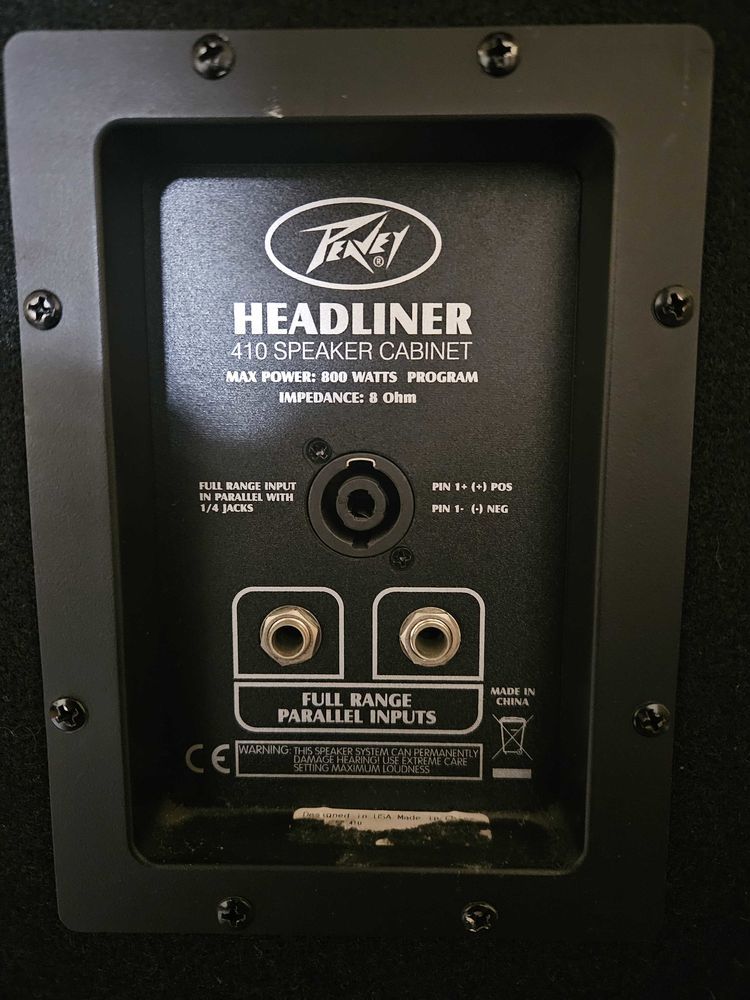 PEAVEY ®
HEADLINER
410 SPEAKER CABINET
MAX POWER: 800 WATTS PROGRAM
IMPEDANCE: 8 Ohm
FULL RANGE INPUT
IN PARALLEL WITH
1/4 JACKS
PIN 1+ (+) POS
PIN 1- (-) NEG
FULL RANGE
PARALLEL INPUTS
MADE IN
CHINA
CE
WARNING: THIS SPEAKER SYSTEM CAN PERMANENTLY
DAMAGE HEARING! USE EXTREME CARE
SETTING MAXIMUM LOUDNESS
Designed in USA Made in